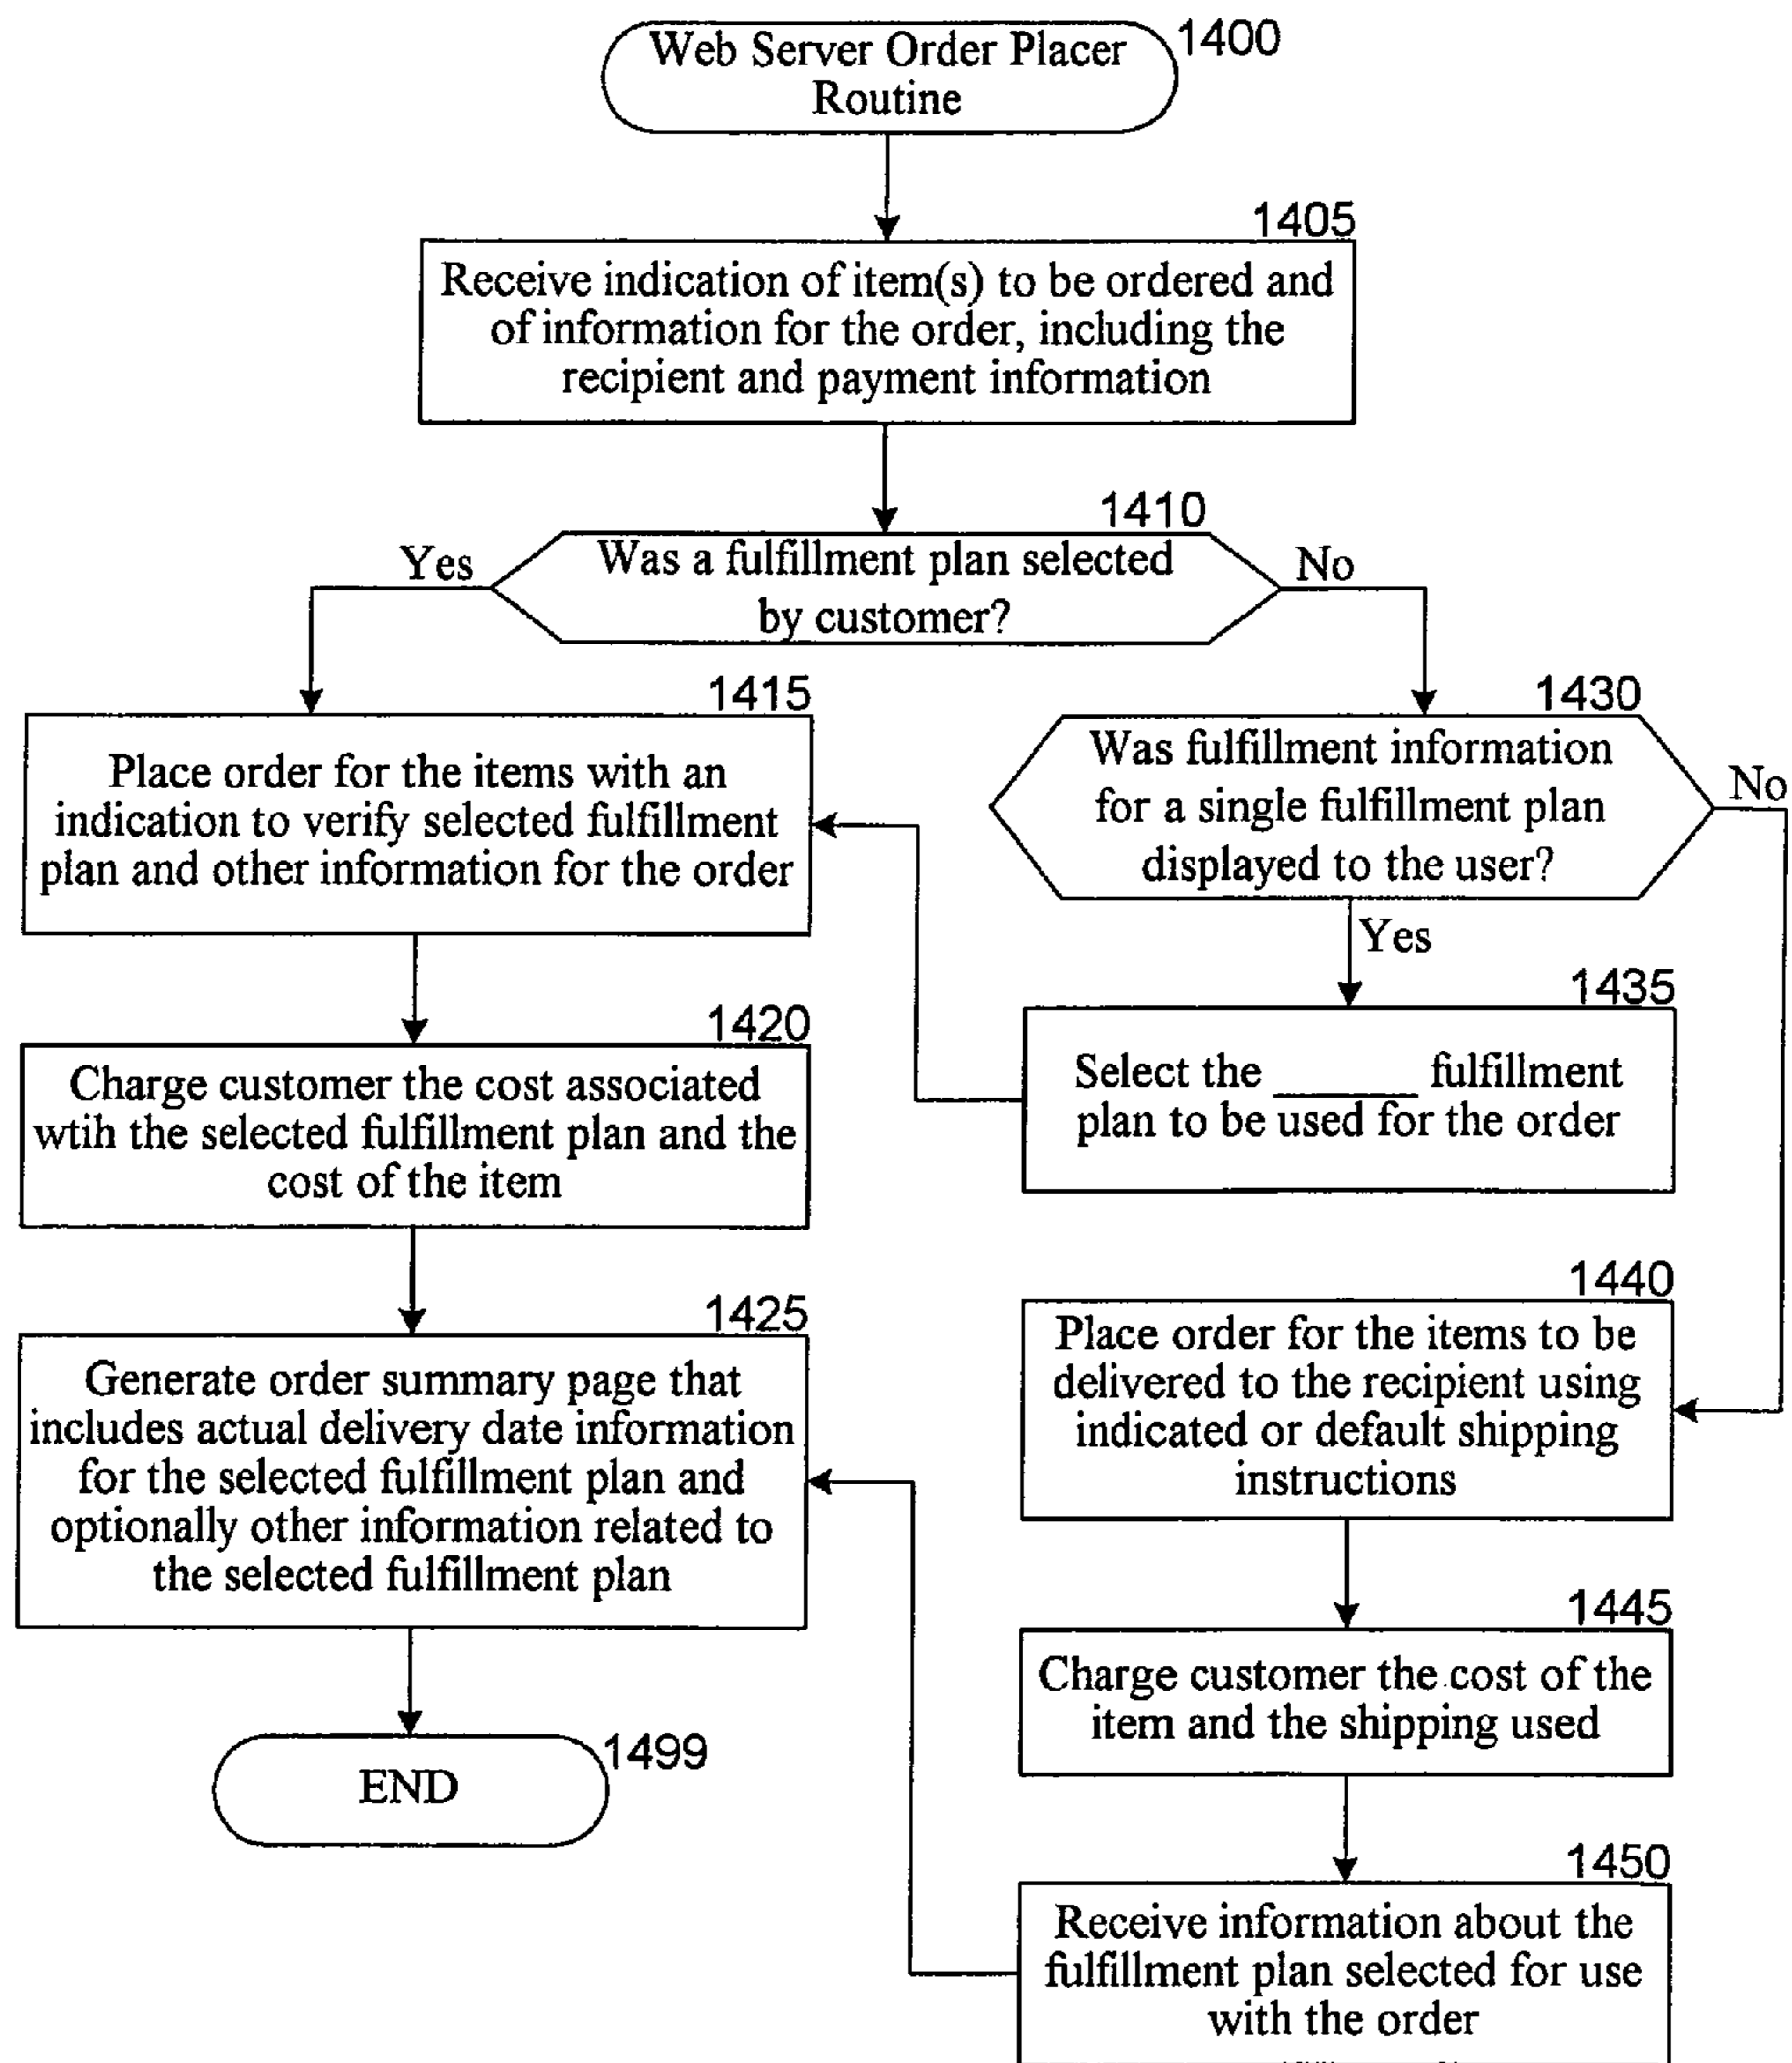 Web Server Order Placer
Routine
1400
1405
Receive indication of item(s) to be ordered and
of information for the order, including the
recipient and payment information
1410
Yes
Was a fulfillment plan selected
by customer?
No
1415
Place order for the items with an
indication to verify selected fulfillment
plan and other information for the order
1430
Was fulfillment information
for a single fulfillment plan
displayed to the user?
No
Yes
1435
Select the ______ fulfillment
plan to be used for the order
1420
Charge customer the cost associated
wtih the selected fulfillment plan and the
cost of the item
1440
Place order for the items to be
delivered to the recipient using
indicated or default shipping
instructions
1425
Generate order summary page that
includes actual delivery date information
for the selected fulfillment plan and
optionally other information related to
the selected fulfillment plan
1445
Charge customer the cost of the
item and the shipping used
1499
END
1450
Receive information about the
fulfillment plan selected for use
with the order